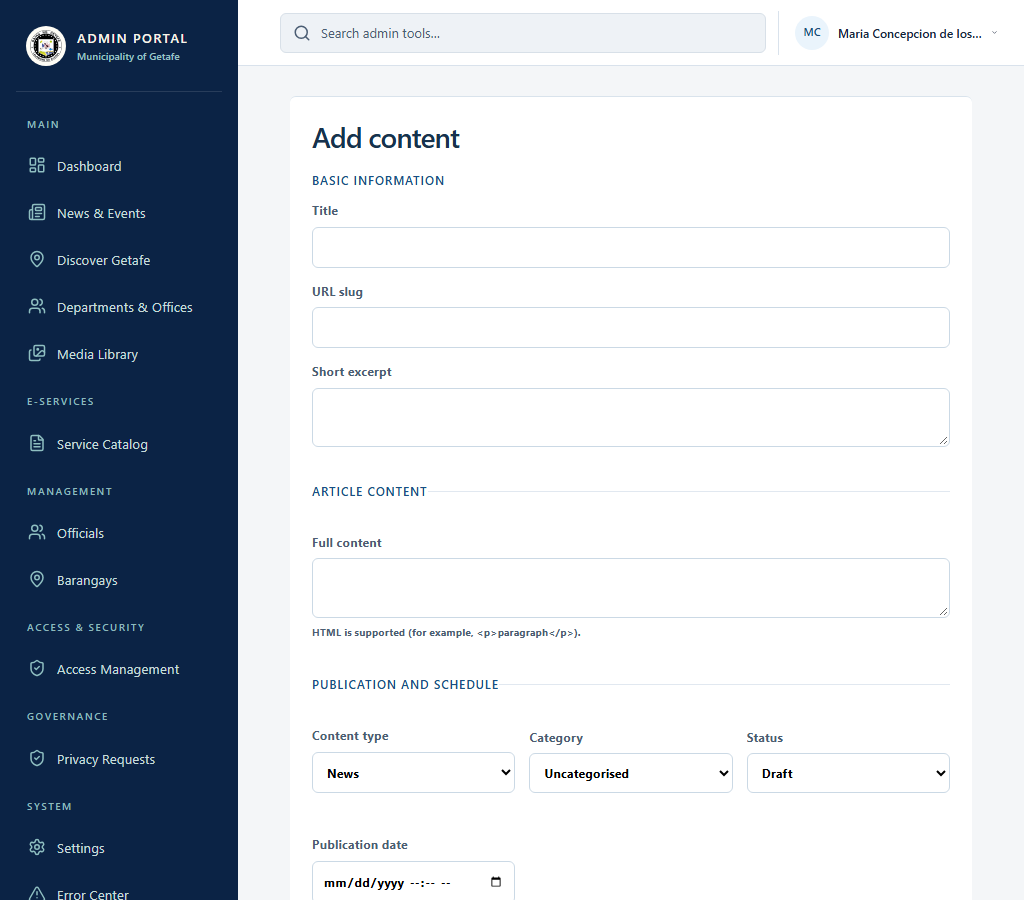 ADMIN PORTAL
Municipality of Getafe
Search admin tools...
MC
Maria Concepcion de los...
MAIN
Dashboard
News & Events
Discover Getafe
Departments & Offices
Media Library
E-SERVICES
Service Catalog
MANAGEMENT
Officials
Barangays
ACCESS & SECURITY
Access Management
GOVERNANCE
Privacy Requests
SYSTEM
Settings
Error Center
Add content
BASIC INFORMATION
Title
URL slug
Short excerpt
ARTICLE CONTENT
Full content
HTML is supported (for example, <p>paragraph</p>).
PUBLICATION AND SCHEDULE
Content type
Category
Status
News
Uncategorised
Draft
Publication date
mm/dd/yyyy --:-- --